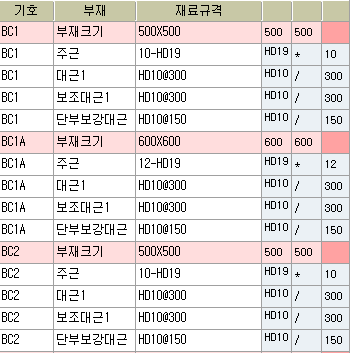 기호 부재 재료규격
BC1 부재크기 500X500 500 500
BC1 주근 10-HD19 HD19 * 10
BC1 대근1 HD10@300 HD10 / 300
BC1 보조대근1 HD10@300 HD10 / 300
BC1 단부보강대근 HD10@150 HD10 / 150
BC1A 부재크기 600X600 600 600
BC1A 주근 12-HD19 HD19 * 12
BC1A 대근1 HD10@300 HD10 / 300
BC1A 보조대근1 HD10@300 HD10 / 300
BC1A 단부보강대근 HD10@150 HD10 / 150
BC2 부재크기 500X500 500 500
BC2 주근 10-HD19 HD19 * 10
BC2 대근1 HD10@300 HD10 / 300
BC2 보조대근1 HD10@300 HD10 / 300
BC2 단부보강대근 HD10@150 HD10 / 150